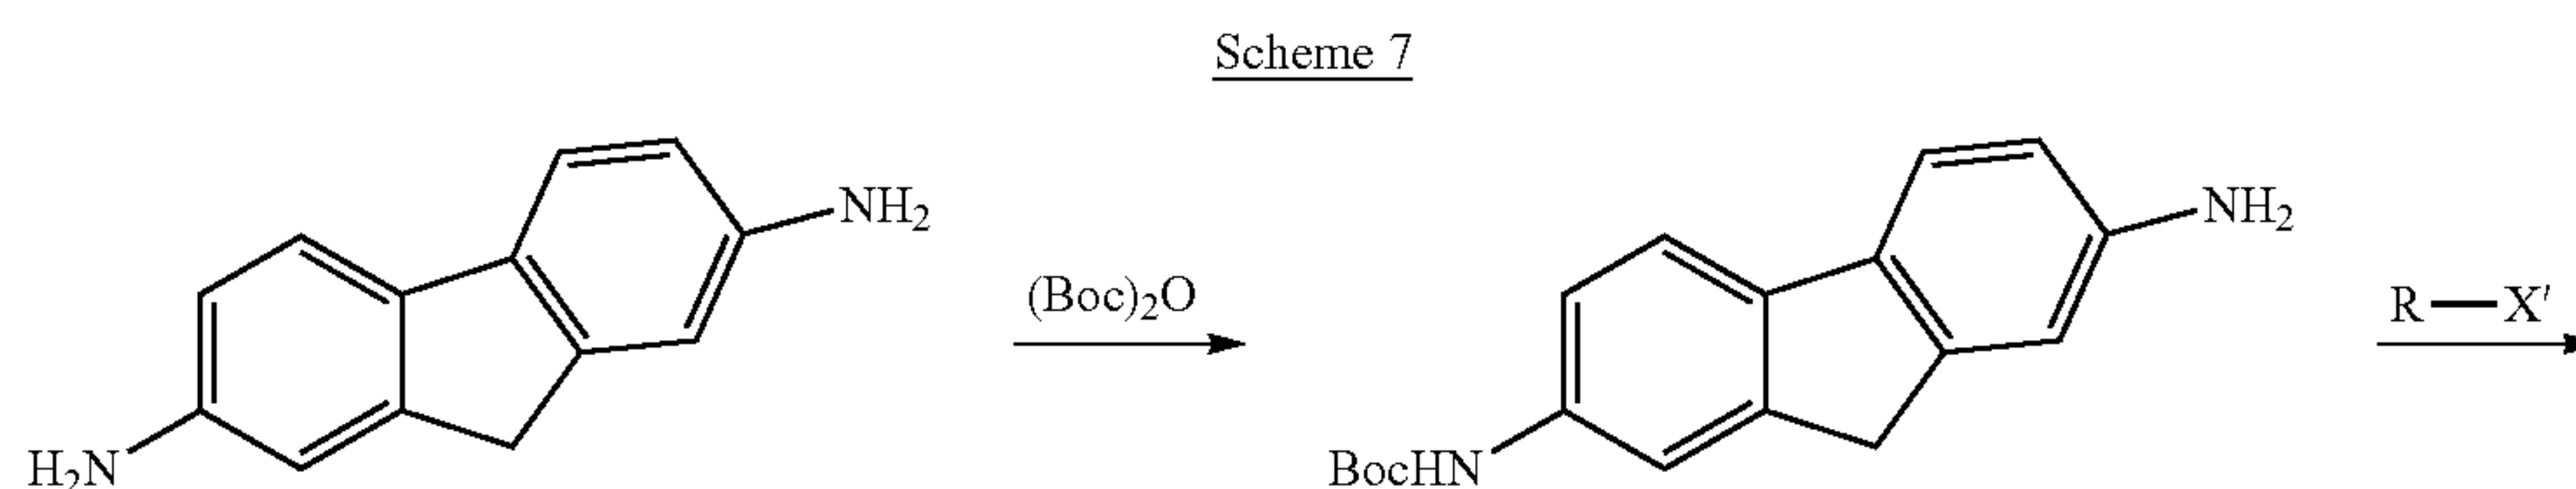 Scheme 7
NH₂
H₂N
(Boc)₂O
NH₂
BocHN
R—X'